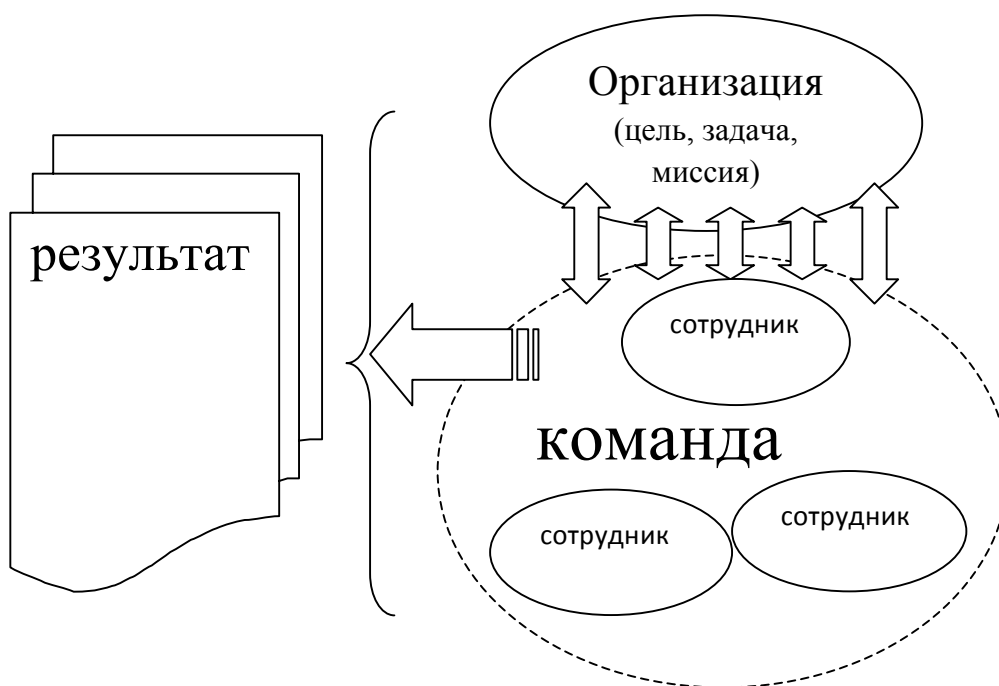 Организация
(цель, задача,
миссия)
результат
сотрудник
команда
сотрудник
сотрудник